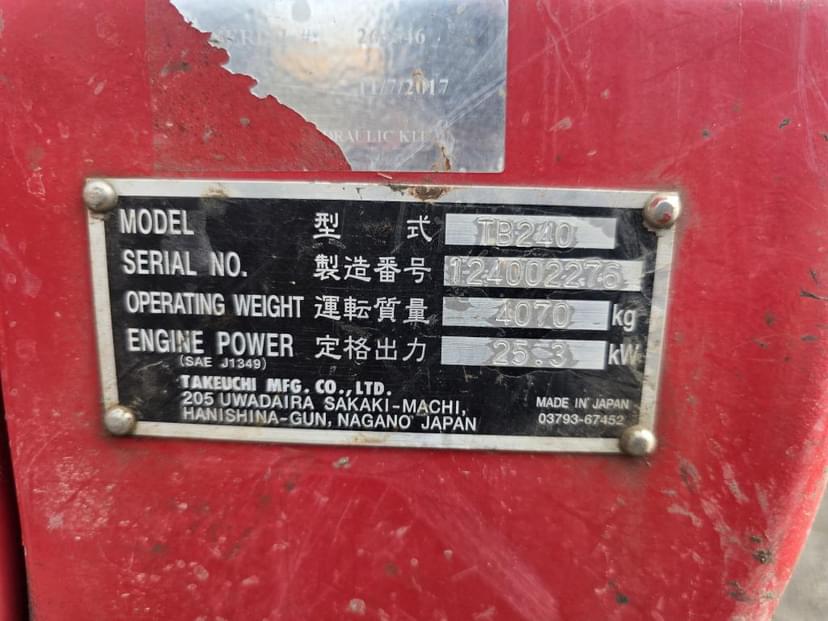 11/7/2017
MODEL 型式 TB240
SERIAL NO. 製造番号 124002276
OPERATING WEIGHT 運転質量 4070 kg
ENGINE POWER 定格出力 25.3 kW
(SAE J1349)
TAKEUCHI MFG. CO., LTD.
205 UWADAIRA SAKAKI-MACHI,
HANISHINA-GUN, NAGANO JAPAN
MADE IN JAPAN
03793-67452